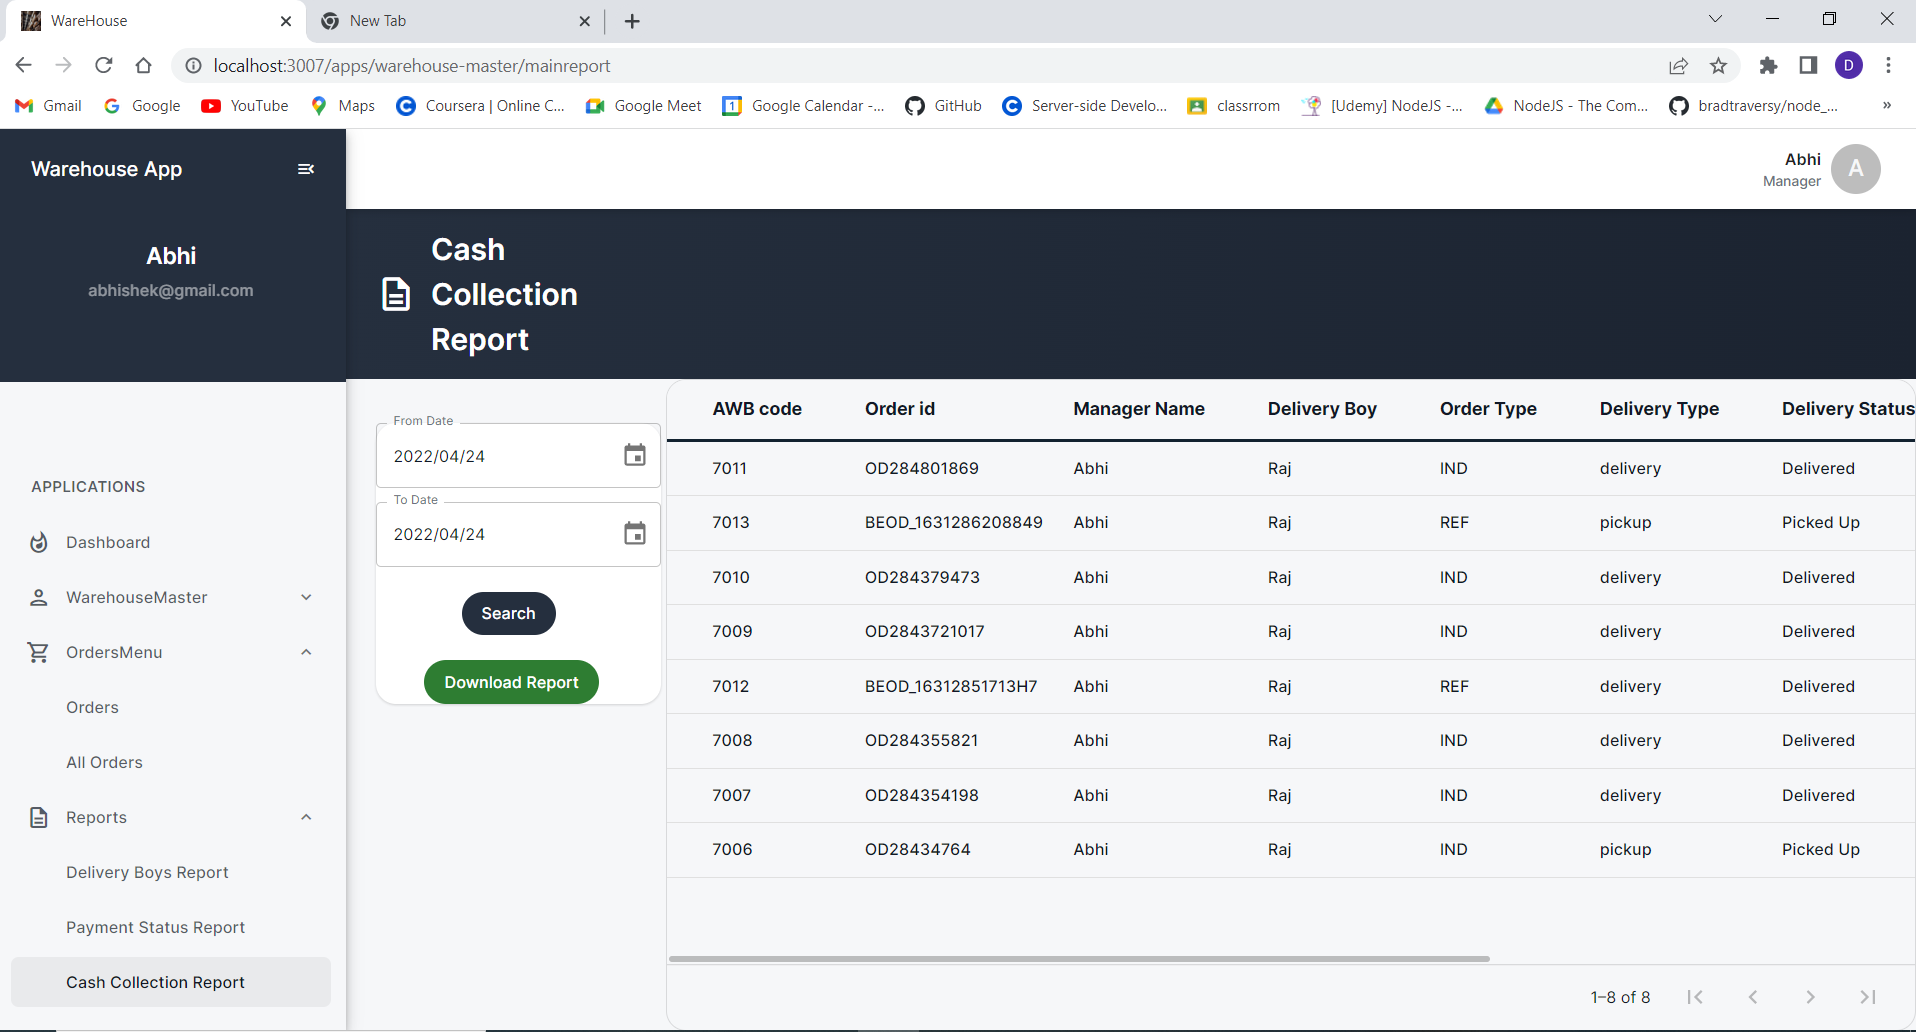 WareHouse
New Tab
localhost:3007/apps/warehouse-master/mainreport
D
Gmail Google YouTube Maps Coursera | Online C... Google Meet 1 Google Calendar -... GitHub Server-side Develo... classrrom [Udemy] NodeJS -... NodeJS - The Com... bradtraversy/node_... »
Warehouse App
Abhi
Manager
A
Abhi
abhishek@gmail.com
Cash
Collection
Report
APPLICATIONS
Dashboard
WarehouseMaster
OrdersMenu
Orders
All Orders
Reports
Delivery Boys Report
Payment Status Report
Cash Collection Report
From Date
2022/04/24
To Date
2022/04/24
Search
Download Report
AWB code Order id Manager Name Delivery Boy Order Type Delivery Type Delivery Status
7011 OD284801869 Abhi Raj IND delivery Delivered
7013 BEOD_1631286208849 Abhi Raj REF pickup Picked Up
7010 OD284379473 Abhi Raj IND delivery Delivered
7009 OD2843721017 Abhi Raj IND delivery Delivered
7012 BEOD_16312851713H7 Abhi Raj REF delivery Delivered
7008 OD284355821 Abhi Raj IND delivery Delivered
7007 OD284354198 Abhi Raj IND delivery Delivered
7006 OD28434764 Abhi Raj IND pickup Picked Up
1–8 of 8